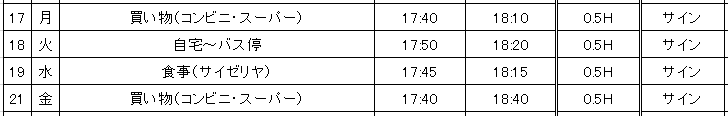 17 月 買い物(コンビニ・スーパー) 17:40 18:10 0.5H サイン
18 火 自宅～バス停 17:50 18:20 0.5H サイン
19 水 食事(サイゼリヤ) 17:45 18:15 0.5H サイン
21 金 買い物(コンビニ・スーパー) 17:40 18:40 0.5H サイン